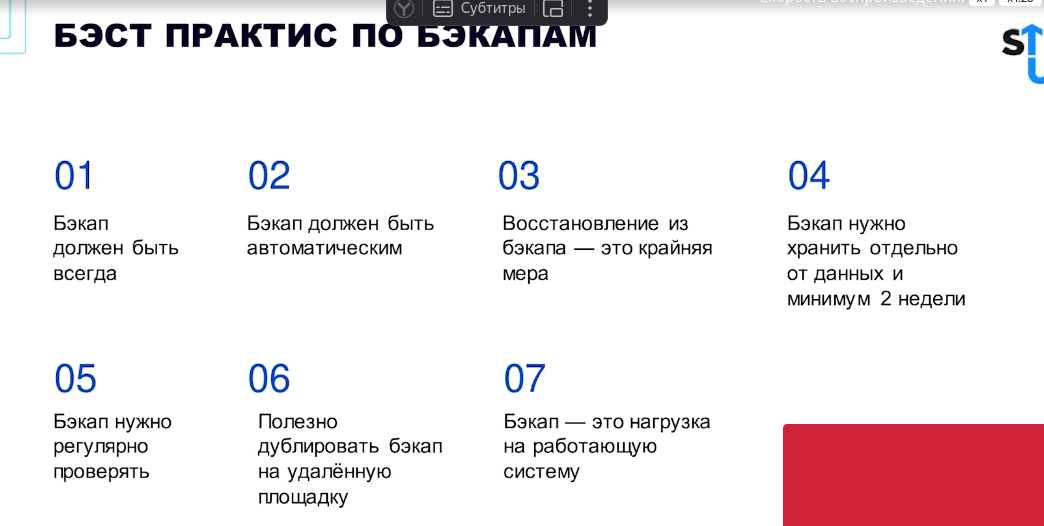 Субтитры
БЭСТ ПРАКТИС ПО БЭКАПАМ
ST
U
01
Бэкап
должен быть
всегда
02
Бэкап должен быть
автоматическим
03
Восстановление из
бэкапа — это крайняя
мера
04
Бэкап нужно
хранить отдельно
от данных и
минимум 2 недели
05
Бэкап нужно
регулярно
проверять
06
Полезно
дублировать бэкап
на удалённую
площадку
07
Бэкап — это нагрузка
на работающую
систему